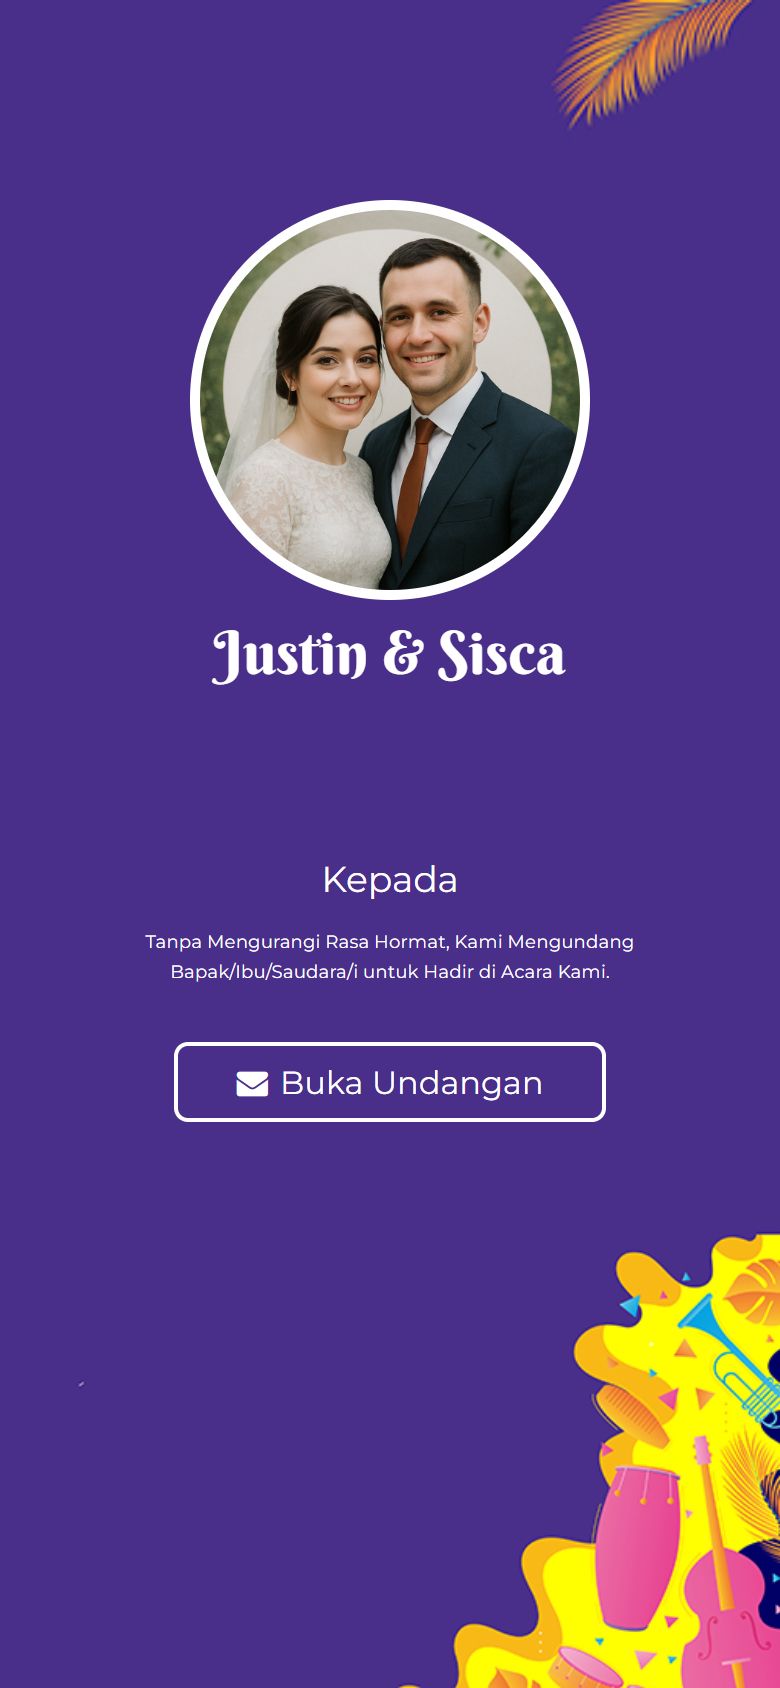 Justin & Sisca
Kepada
Tanpa Mengurangi Rasa Hormat, Kami Mengundang
Bapak/Ibu/Saudara/i untuk Hadir di Acara Kami.
Buka Undangan